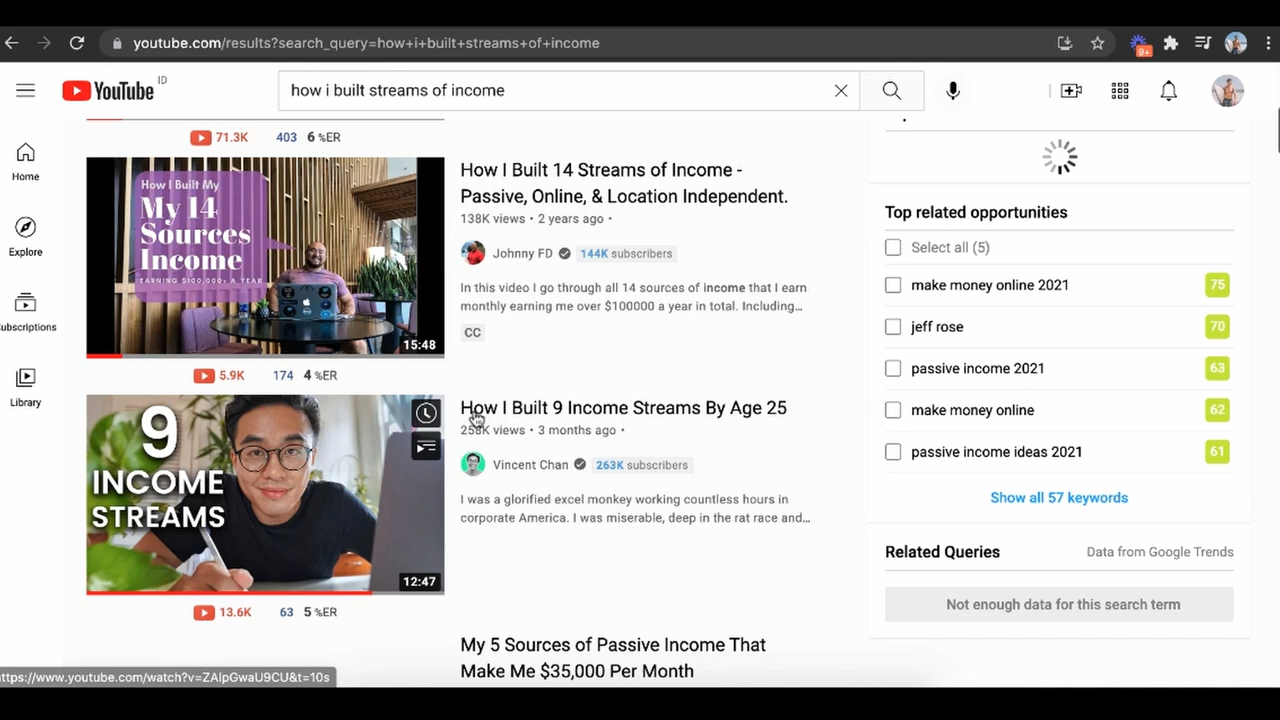 youtube.com/results?search_query=how+i+built+streams+of+income
9+
YouTube ID
how i built streams of income
Home
Explore
Subscriptions
Library
71.3K 403 6 %ER
How I Built My
My 14
Sources
Income
EARNING $100,000+ A YEAR
15:48
How I Built 14 Streams of Income -
Passive, Online, & Location Independent.
138K views • 2 years ago •
Johnny FD 144K subscribers
In this video I go through all 14 sources of income that I earn
monthly earning me over $100000 a year in total. Including...
CC
5.9K 174 4 %ER
9
INCOME
STREAMS
12:47
How I Built 9 Income Streams By Age 25
258K views • 3 months ago •
Vincent Chan 263K subscribers
I was a glorified excel monkey working countless hours in
corporate America. I was miserable, deep in the rat race and...
13.6K 63 5 %ER
My 5 Sources of Passive Income That
Make Me $35,000 Per Month
Top related opportunities
Select all (5)
make money online 2021 75
jeff rose 70
passive income 2021 63
make money online 62
passive income ideas 2021 61
Show all 57 keywords
Related Queries Data from Google Trends
Not enough data for this search term
https://www.youtube.com/watch?v=ZAlpGwaU9CU&t=10s